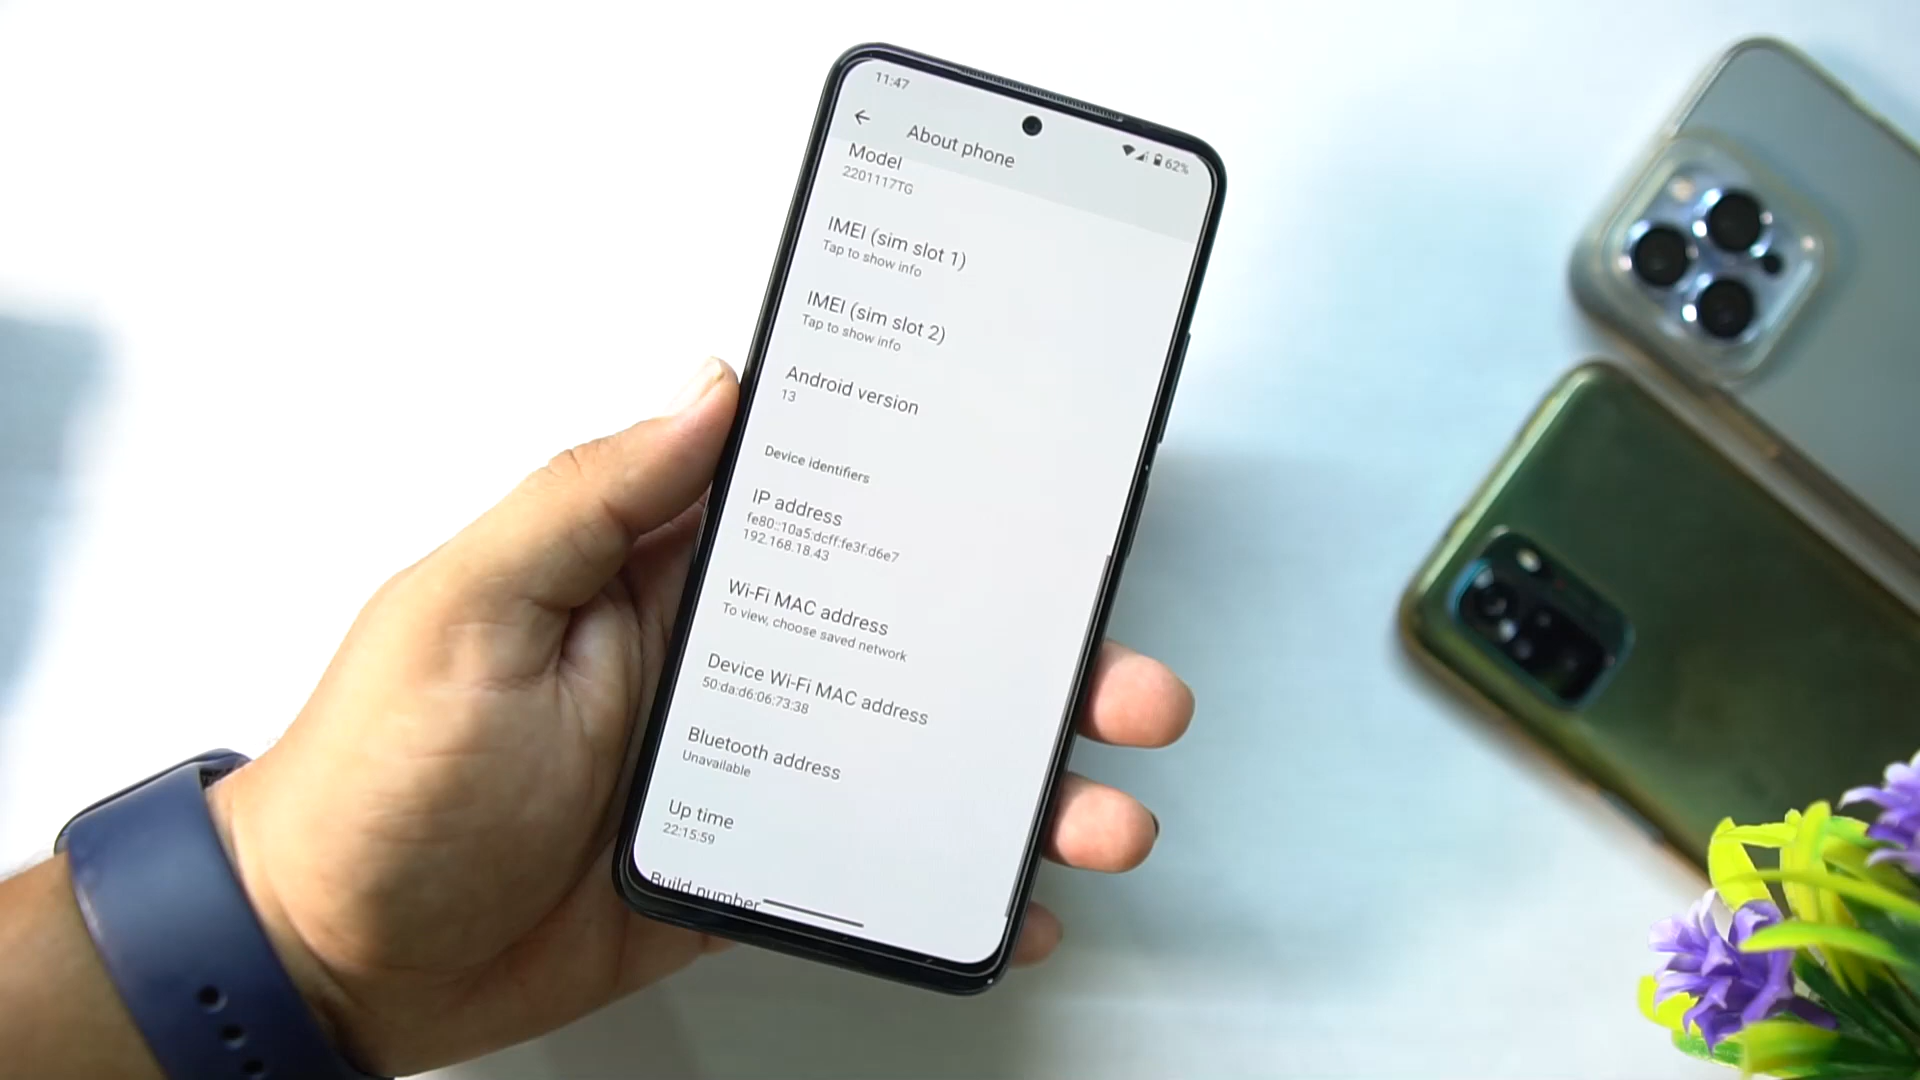 11:47
62%
About phone
Model
2201117TG
IMEI (sim slot 1)
Tap to show info
IMEI (sim slot 2)
Tap to show info
Android version
13
Device identifiers
IP address
fe80::10a5:dcff:fe3f:d6e7
192.168.18.43
Wi-Fi MAC address
To view, choose saved network
Device Wi-Fi MAC address
50:da:d6:06:73:38
Bluetooth address
Unavailable
Up time
22:15:59
Build number